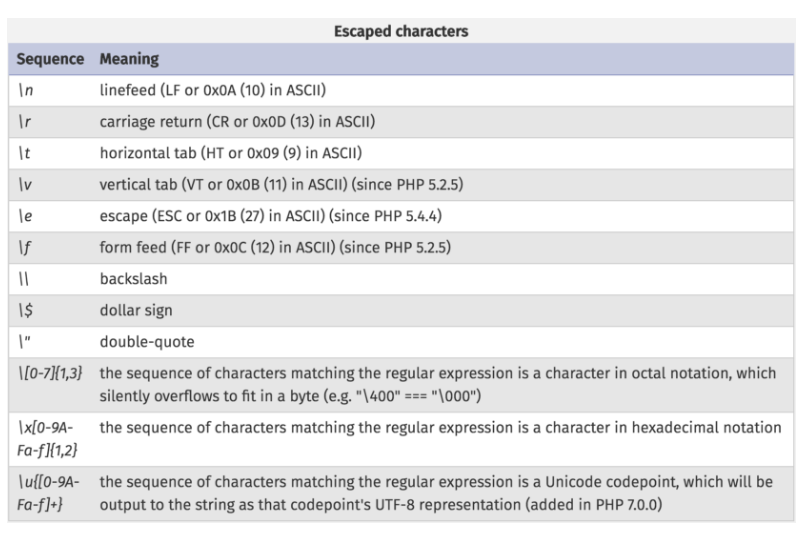 Escaped characters
Sequence Meaning
\n linefeed (LF or 0x0A (10) in ASCII)
\r carriage return (CR or 0x0D (13) in ASCII)
\t horizontal tab (HT or 0x09 (9) in ASCII)
\v vertical tab (VT or 0x0B (11) in ASCII) (since PHP 5.2.5)
\e escape (ESC or 0x1B (27) in ASCII) (since PHP 5.4.4)
\f form feed (FF or 0x0C (12) in ASCII) (since PHP 5.2.5)
\\ backslash
\$ dollar sign
\" double-quote
\[0-7]{1,3} the sequence of characters matching the regular expression is a character in octal notation, which
silently overflows to fit in a byte (e.g. "\400" === "\000")
\x[0-9A- the sequence of characters matching the regular expression is a character in hexadecimal notation
Fa-f]{1,2}
\u{[0-9A- the sequence of characters matching the regular expression is a Unicode codepoint, which will be
Fa-f]+} output to the string as that codepoint's UTF-8 representation (added in PHP 7.0.0)